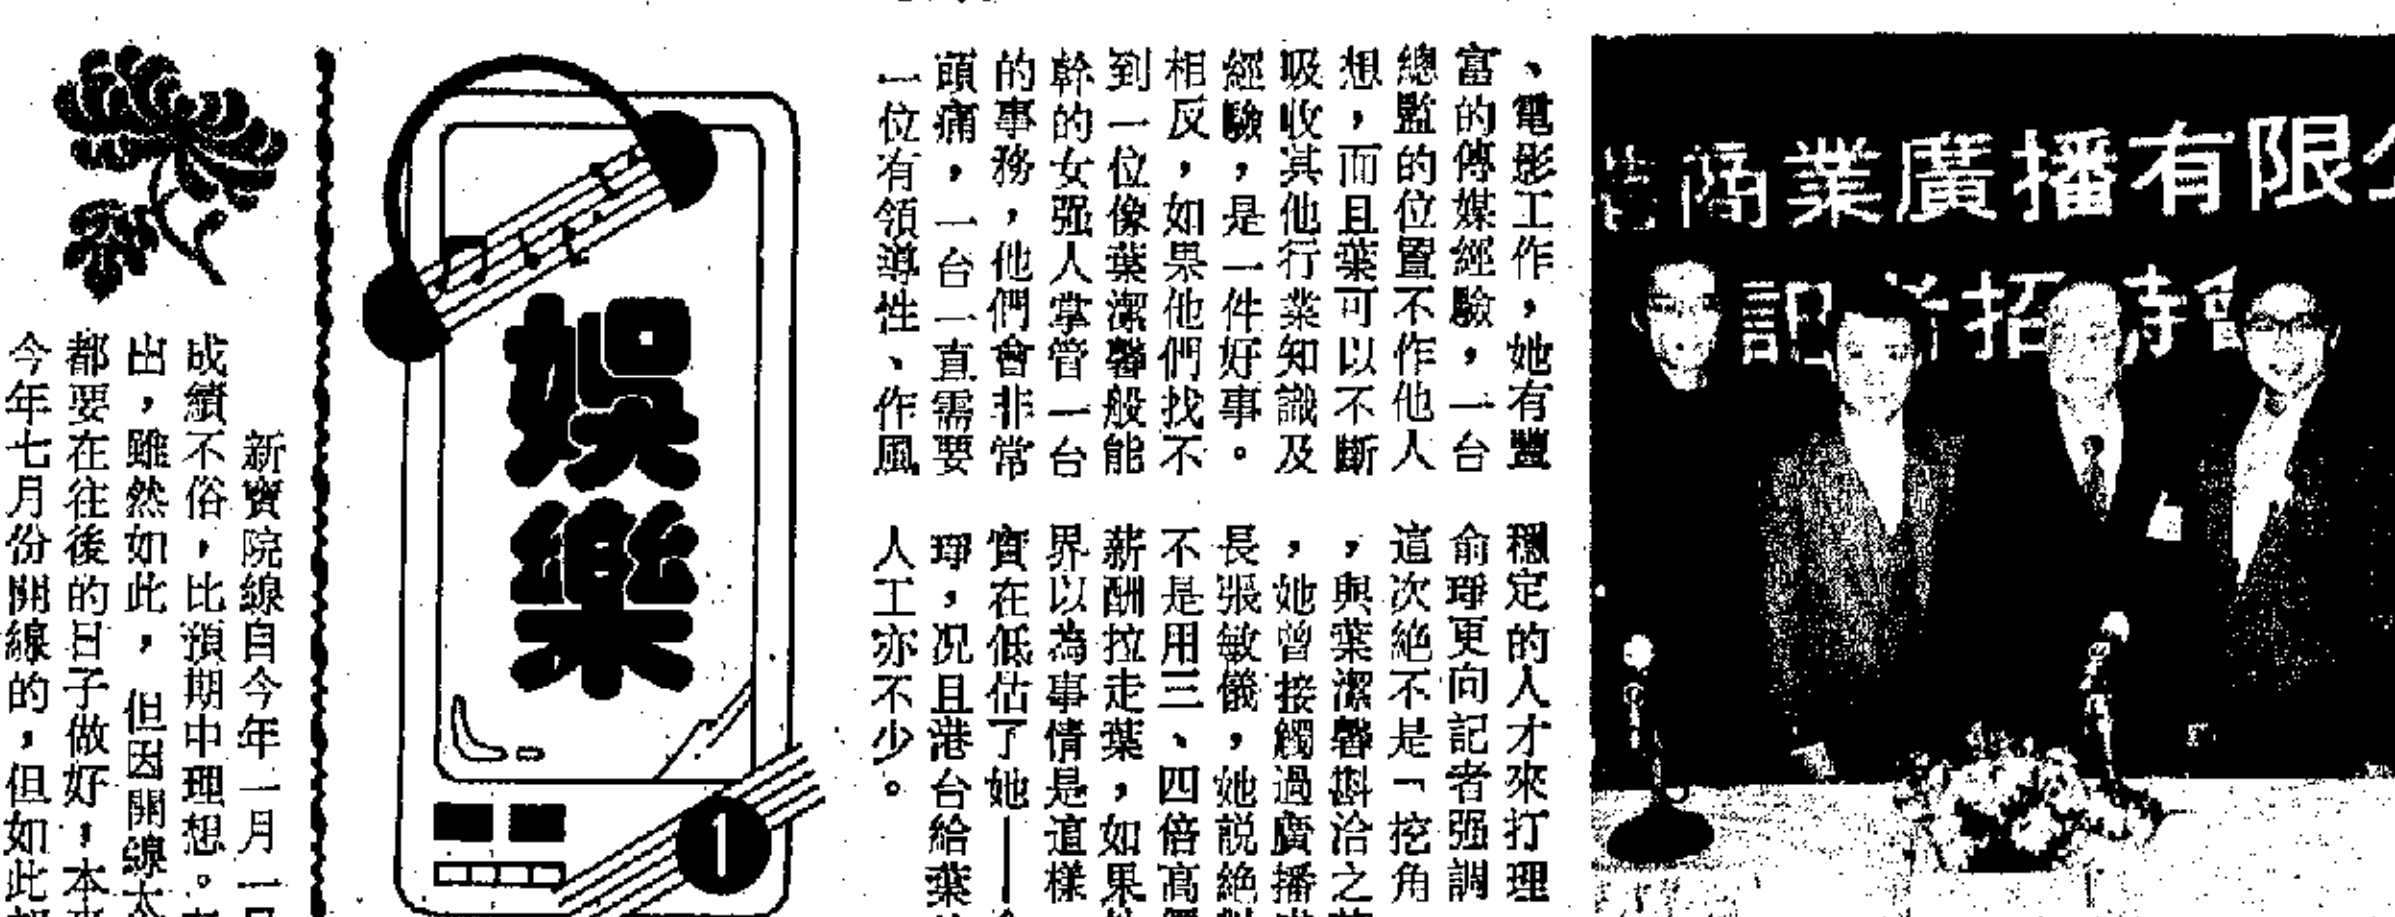 商業廣播有限
記者招待會
、電影工作，她有豐
富的傳媒經驗，一台
總監的位置不作他人
想，而且葉可以不斷
吸收其他行業知識及
經驗，是一件好事。
相反，如果他們找不
到一位像葉潔馨般能
幹的女强人掌管一台
的事務，他們會非常
頭痛，一台一直需要
一位有領導性、作風
穩定的人才來打理
俞琤更向記者强調
這次絕不是「挖角
，與葉潔馨斟洽之
，她曾接觸過廣播
長張敏儀，她說絕
不是用三、四倍高
薪酬拉走葉，如果
界以為事情是這樣
實在低估了她——
琤，况且港台給葉
人工亦不少。
娛樂
1
新寶院線自今年一月一
成績不俗，比預期中理想。
出，雖然如此，但因開線
都要在往後的日子做好，本
今年七月份開線的，但如此